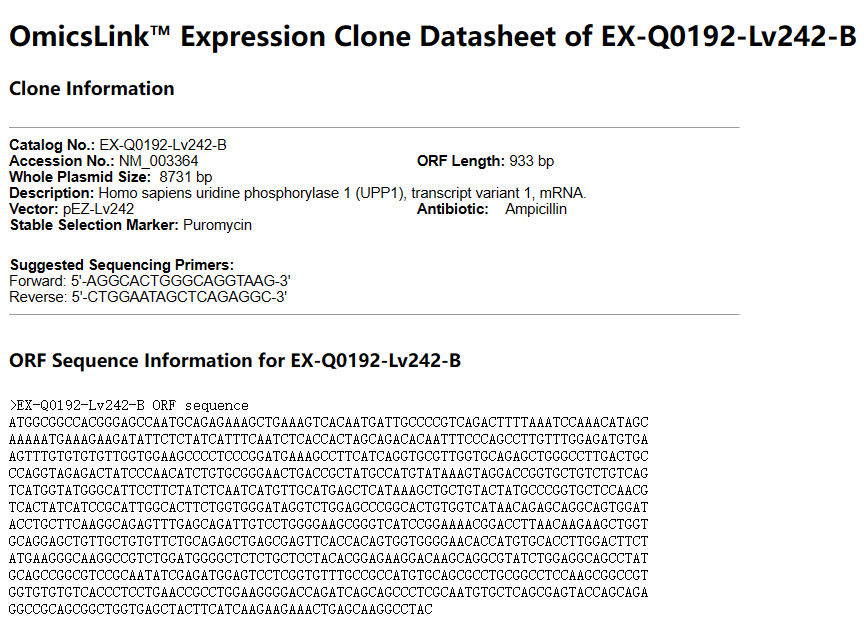 OmicsLink™ Expression Clone Datasheet of EX-Q0192-Lv242-B
Clone Information
Catalog No.: EX-Q0192-Lv242-B
Accession No.: NM_003364 ORF Length: 933 bp
Whole Plasmid Size: 8731 bp
Description: Homo sapiens uridine phosphorylase 1 (UPP1), transcript variant 1, mRNA.
Vector: pEZ-Lv242 Antibiotic: Ampicillin
Stable Selection Marker: Puromycin
Suggested Sequencing Primers:
Forward: 5'-AGGCACTGGGCAGGTAAG-3'
Reverse: 5'-CTGGAATAGCTCAGAGGC-3'
ORF Sequence Information for EX-Q0192-Lv242-B
>EX-Q0192-Lv242-B ORF sequence
ATGGCGGCCACGGGAGCCAATGCAGAGAAAGCTGAAAGTCACAATGATTGCCCCGTCAGACTTTTAAATCCAAACATAGC
AAAAATGAAAGAAGATATTCTCTATCATTTCAATCTCACCACTAGCAGACACAATTTCCCAGCCTTGTTTGGAGATGTGA
AGTTTGTGTGTGTTGGTGGAAGCCCCTCCCGGATGAAAGCCTTCATCAGGTGCGTTGGTGCAGAGCTGGGCCTTGACTGC
CCAGGTAGAGACTATCCCAACATCTGTGCGGGAACTGACCGCTATGCCATGTATAAAGTAGGACCGGTGCTGTCTGTCAG
TCATGGTATGGGCATTCCTTCTATCTCAATCATGTTGCATGAGCTCATAAAGCTGCTGTACTATGCCCGGTGCTCCAACG
TCACTATCATCCGCATTGGCACTTCTGGTGGGATAGGTCTGGAGCCCGGCACTGTGGTCATAACAGAGCAGGCAGTGGAT
ACCTGCTTCAAGGCAGAGTTTGAGCAGATTGTCCTGGGGAAGCGGGTCATCCGGAAAACGGACCTTAACAAGAAGCTGGT
GCAGGAGCTGTTGCTGTGTTCTGCAGAGCTGAGCGAGTTCACCACAGTGGTGGGGAACACCATGTGCACCTTGGACTTCT
ATGAAGGGCAAGGCCGTCTGGATGGGGCTCTCTGCTCCTACACGGAGAAGGACAAGCAGGCGTATCTGGAGGCAGCCTAT
GCAGCCGGCGTCCGCAATATCGAGATGGAGTCCTCGGTGTTTGCCGCCATGTGCAGCGCCTGCGGCCTCCAAGCGGCCGT
GGTGTGTGTCACCCTCCTGAACCGCCTGGAAGGGGACCAGATCAGCAGCCCTCGCAATGTGCTCAGCGAGTACCAGCAGA
GGCCGCAGCGGCTGGTGAGCTACTTCATCAAGAAGAAACTGAGCAAGGCCTAC